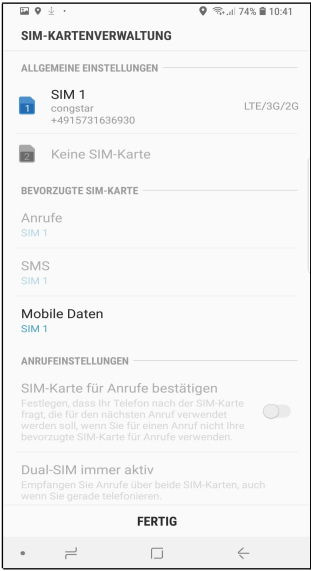 74% 10:41
SIM-KARTENVERWALTUNG
ALLGEMEINE EINSTELLUNGEN
1
SIM 1
congstar
+4915731636930
LTE/3G/2G
2
Keine SIM-Karte
BEVORZUGTE SIM-KARTE
Anrufe
SIM 1
SMS
SIM 1
Mobile Daten
SIM 1
ANRUFEINSTELLUNGEN
SIM-Karte für Anrufe bestätigen
Festlegen, dass Ihr Telefon nach der SIM-Karte
fragt, die für den nächsten Anruf verwendet
werden soll, wenn Sie für einen Anruf nicht Ihre
bevorzugte SIM-Karte für Anrufe verwenden.
Dual-SIM immer aktiv
Empfangen Sie Anrufe über beide SIM-Karten, auch
wenn Sie gerade telefonieren.
FERTIG